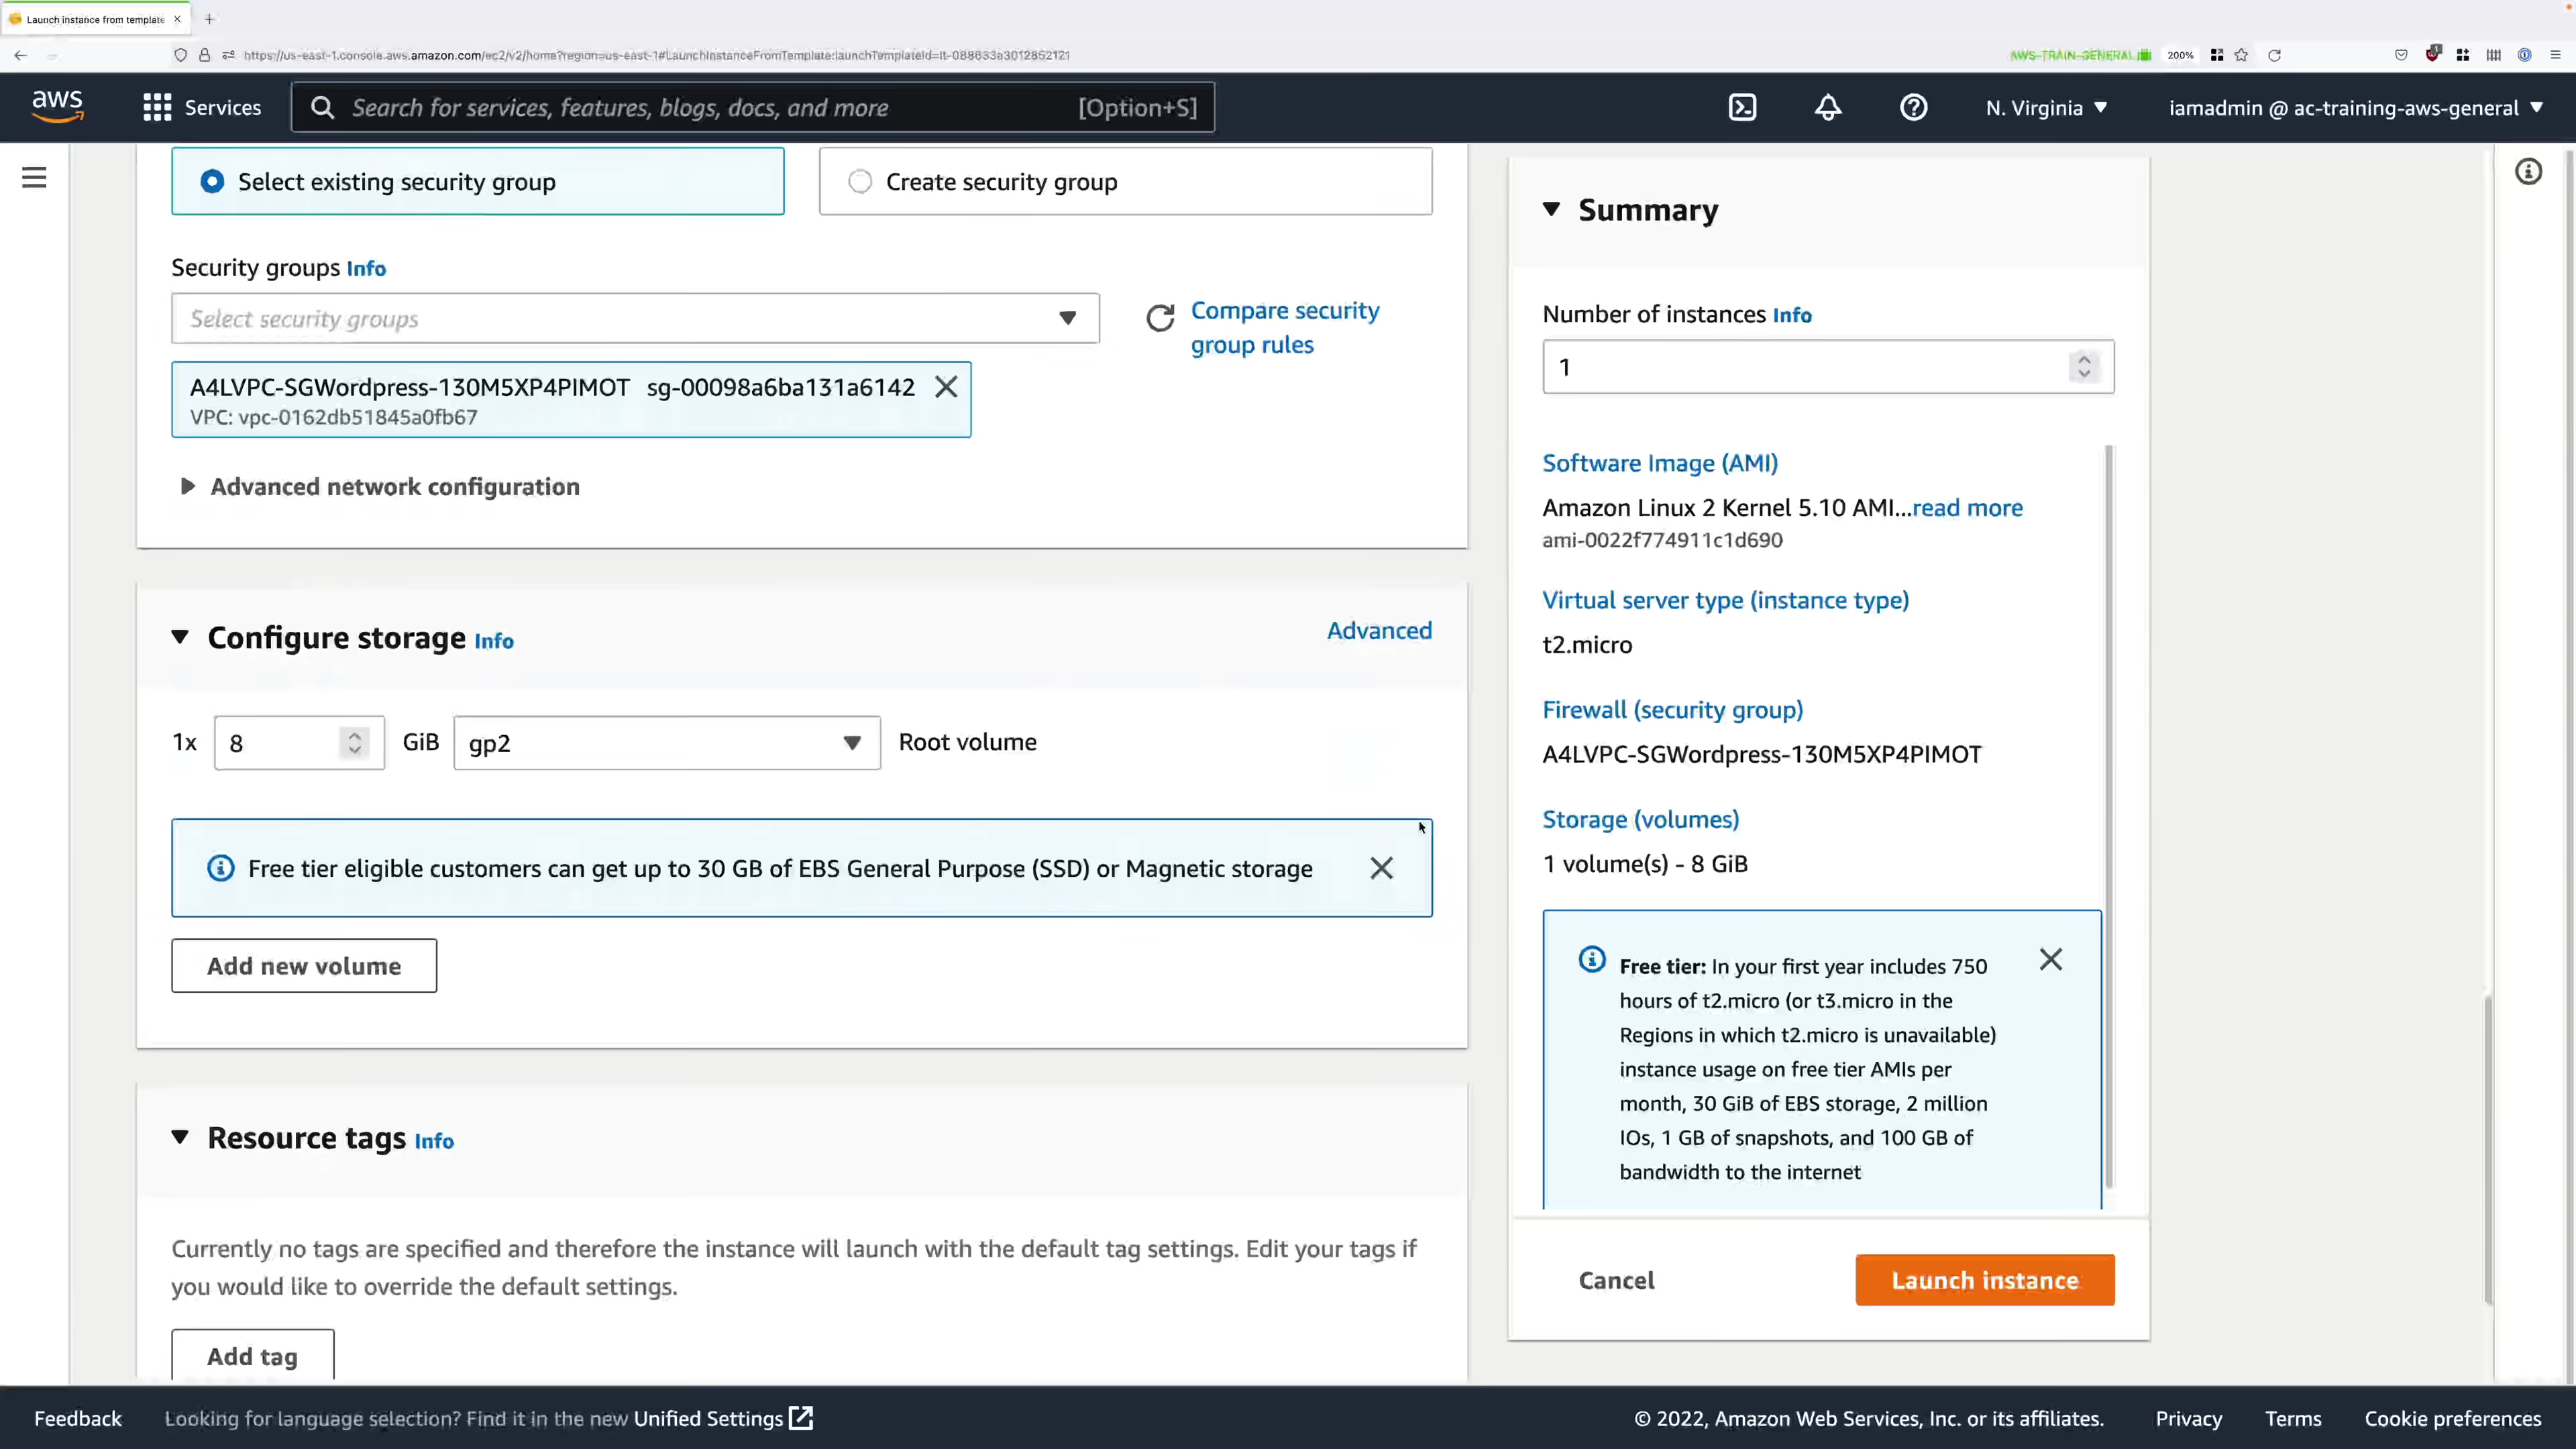 Launch instance from template
https://us-east-1.console.aws.amazon.com/ec2/v2/home?region=us-east-1#LaunchInstanceFromTemplate:launchTemplateId=lt-088633a3012852121
AWS-TRAIN-GENERAL
200%
aws
Services
Search for services, features, blogs, docs, and more
[Option+S]
N. Virginia
iamadmin @ ac-training-aws-general
Select existing security group
Create security group
Security groups Info
Select security groups
Compare security
group rules
A4LVPC-SGWordpress-130M5XP4PIMOT sg-00098a6ba131a6142
VPC: vpc-0162db51845a0fb67
Advanced network configuration
Configure storage Info
Advanced
1x
8
GiB
gp2
Root volume
Free tier eligible customers can get up to 30 GB of EBS General Purpose (SSD) or Magnetic storage
Add new volume
Resource tags Info
Currently no tags are specified and therefore the instance will launch with the default tag settings. Edit your tags if
you would like to override the default settings.
Add tag
Summary
Number of instances Info
1
Software Image (AMI)
Amazon Linux 2 Kernel 5.10 AMI...read more
ami-0022f774911c1d690
Virtual server type (instance type)
t2.micro
Firewall (security group)
A4LVPC-SGWordpress-130M5XP4PIMOT
Storage (volumes)
1 volume(s) - 8 GiB
Free tier: In your first year includes 750
hours of t2.micro (or t3.micro in the
Regions in which t2.micro is unavailable)
instance usage on free tier AMIs per
month, 30 GiB of EBS storage, 2 million
IOs, 1 GB of snapshots, and 100 GB of
bandwidth to the internet
Cancel
Launch instance
Feedback
Looking for language selection? Find it in the new Unified Settings
© 2022, Amazon Web Services, Inc. or its affiliates.
Privacy
Terms
Cookie preferences